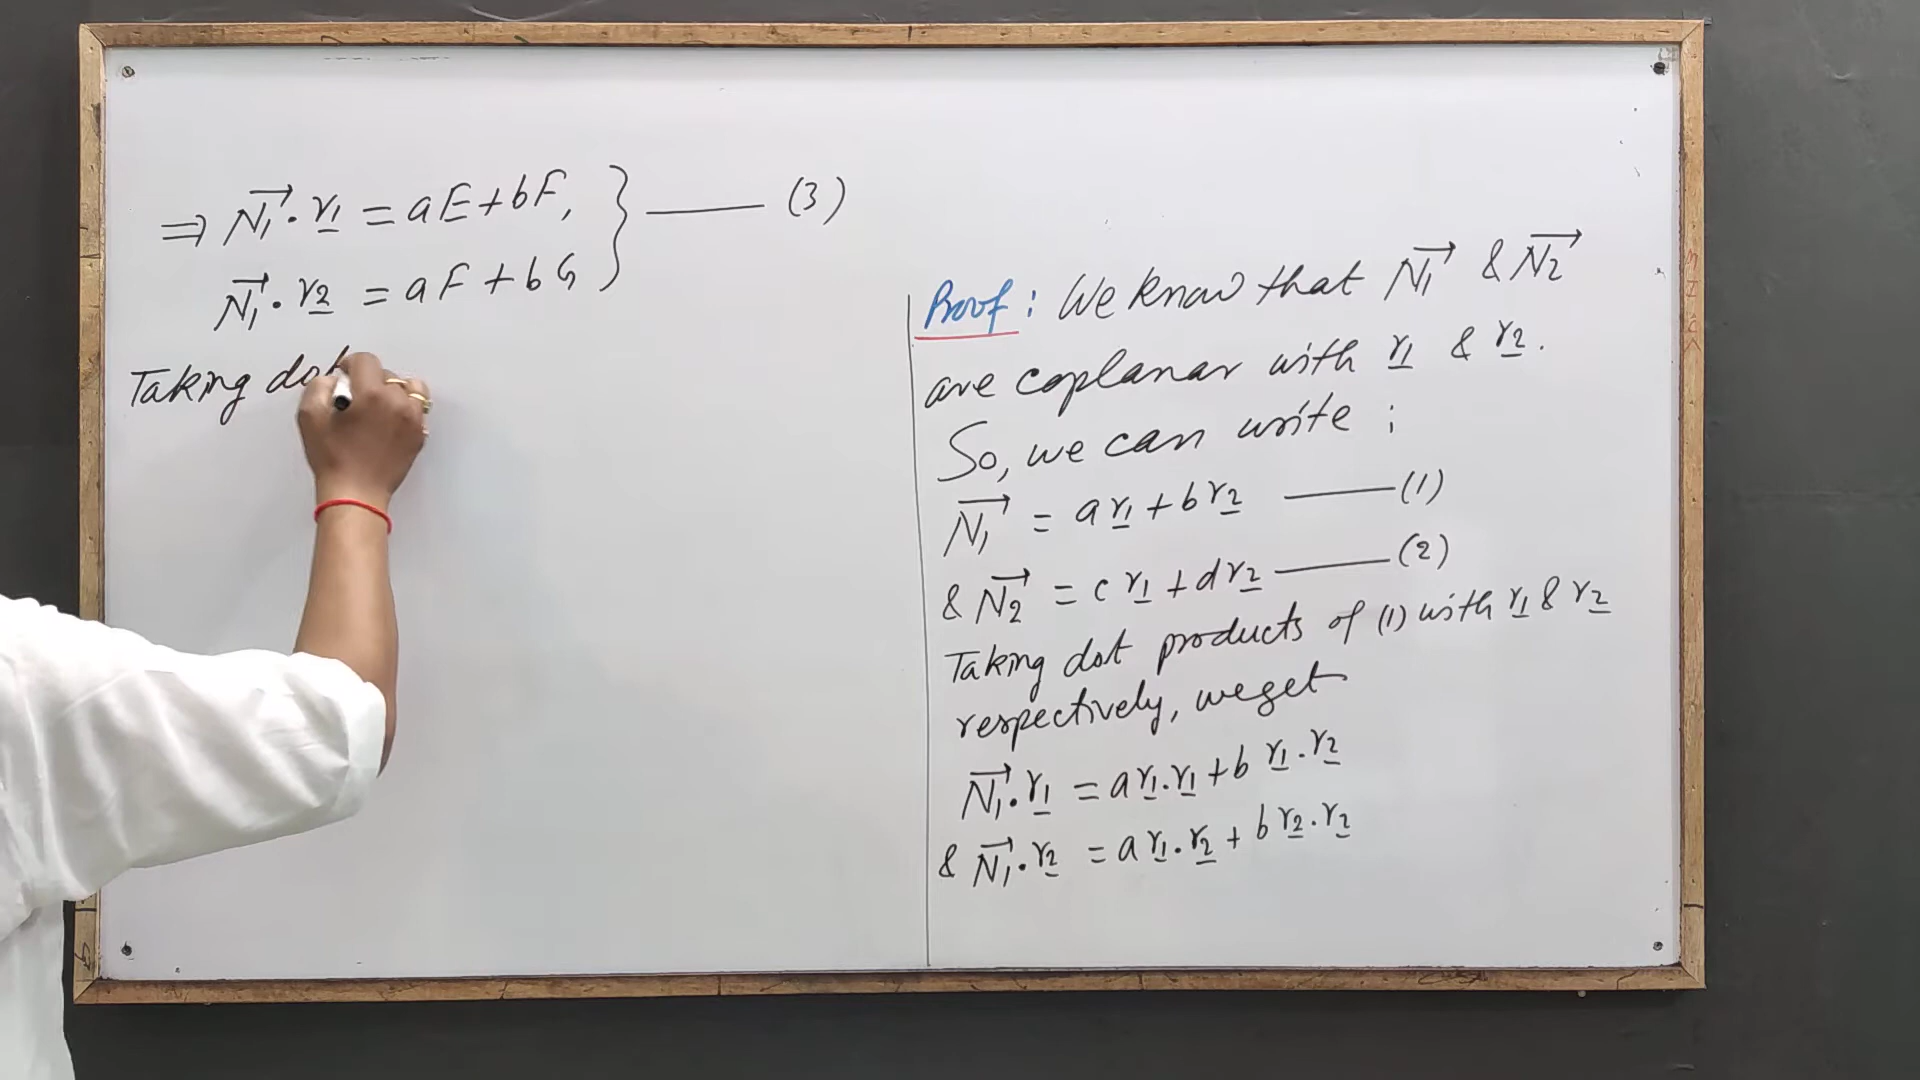 ⇒ N₁⃗ · r₁ = aE + bF, } —— (3)
N₁⃗ · r₂ = aF + bG
Taking dot
Proof : We know that N₁⃗ & N₂⃗
are coplanar with r₁ & r₂.
So, we can write ;
N₁⃗ = a r₁ + b r₂ —— (1)
& N₂⃗ = c r₁ + d r₂ —— (2)
Taking dot products of (1) with r₁ & r₂
respectively, we get
N₁⃗ · r₁ = a r₁ · r₁ + b r₁ · r₂
& N₁⃗ · r₂ = a r₁ · r₂ + b r₂ · r₂